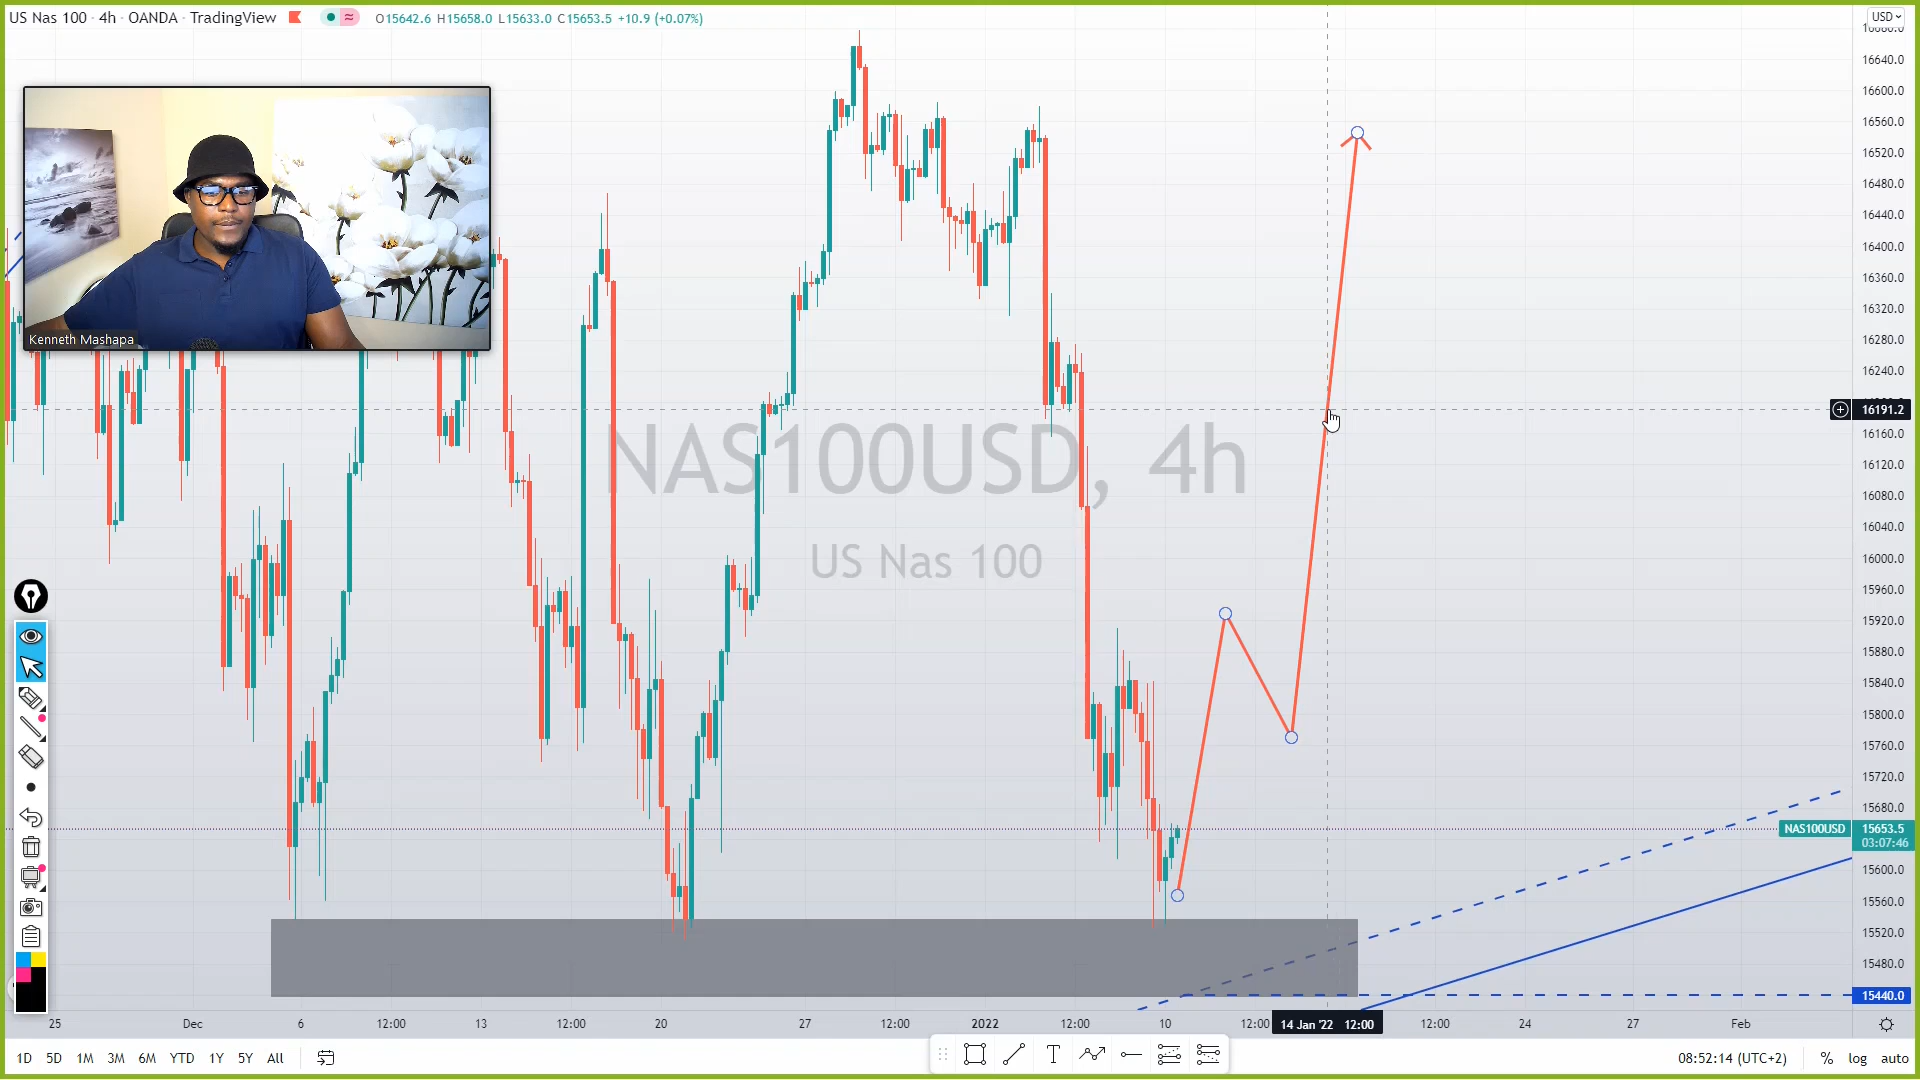 US Nas 100 · 4h · OANDA · TradingView
O15642.6 H15658.0 L15633.0 C15653.5 +10.9 (+0.07%)
USD
16680.0
16640.0
16600.0
16560.0
16520.0
16480.0
16440.0
16400.0
16360.0
16320.0
16280.0
16240.0
16191.2
16160.0
16120.0
16080.0
16040.0
16000.0
15960.0
15920.0
15880.0
15840.0
15800.0
15760.0
15720.0
15680.0
NAS100USD 15653.5
03:07:46
15600.0
15560.0
15520.0
15480.0
15440.0
Kenneth Mashapa
NAS100USD, 4h
US Nas 100
25 Dec 6 12:00 13 12:00 20 27 12:00 2022 12:00 10 12:00 14 Jan '22 12:00 12:00 24 27 Feb
1D 5D 1M 3M 6M YTD 1Y 5Y All
T
08:52:14 (UTC+2) % log auto